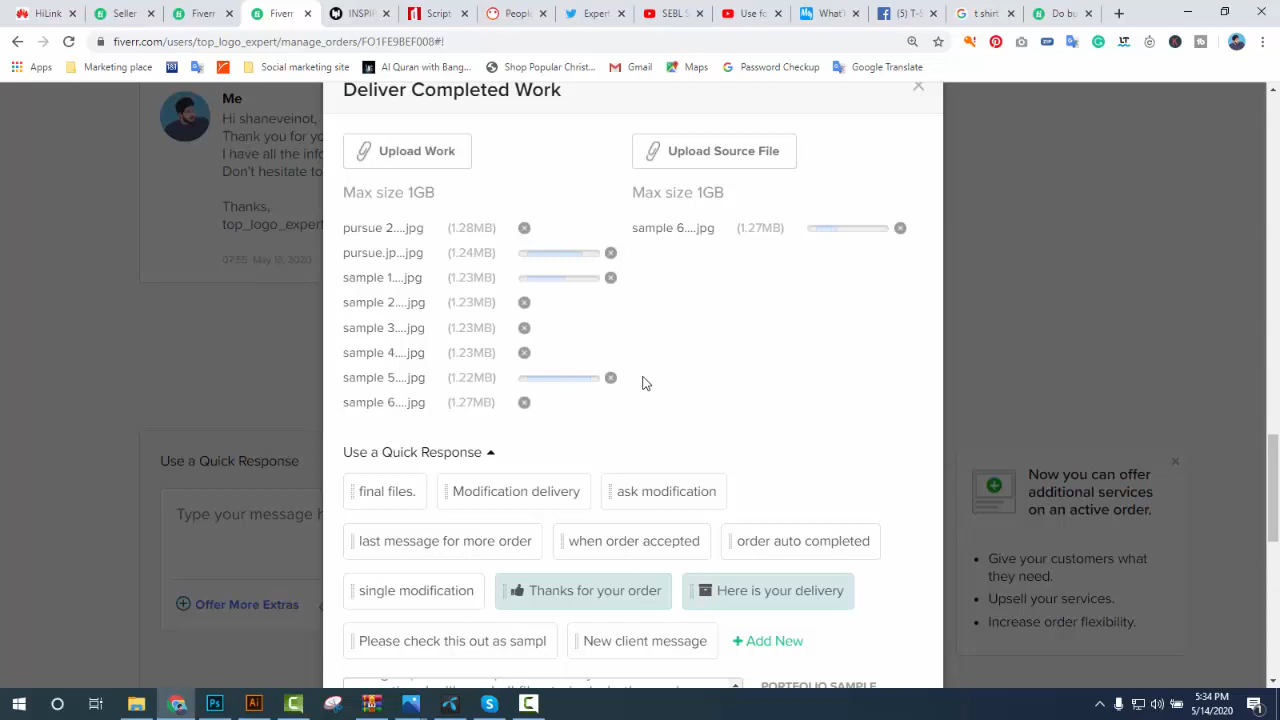 HiLink
Seller
Fiverr
Fiverr
INSPIR
Script
People
Expert
SEBL S
Use fo
What'
(5) T-S
t shirt
Do bu
fiverr.com/users/top_logo_expert/manage_orders/FO1FE9BEF008#!
Apps
Marketing place
Social marketing site
Al Quran with Bang...
Shop Popular Christ...
Gmail
Maps
Password Checkup
Google Translate
Me
Hi shaneveinot,
Thank you for yo
I have all the info
Don't hesitate to
Thanks,
top_logo_expert
07:55 May 13, 2020
Deliver Completed Work
Upload Work
Upload Source File
Max size 1GB
Max size 1GB
pursue 2....jpg (1.28MB)
sample 6....jpg (1.27MB)
pursue.jp...jpg (1.24MB)
sample 1....jpg (1.23MB)
sample 2....jpg (1.23MB)
sample 3....jpg (1.23MB)
sample 4....jpg (1.23MB)
sample 5....jpg (1.22MB)
sample 6....jpg (1.27MB)
Use a Quick Response
final files.
Modification delivery
ask modification
last message for more order
when order accepted
order auto completed
single modification
Thanks for your order
Here is your delivery
Please check this out as sampl
New client message
+ Add New
PORTFOLIO SAMPLE
Use a Quick Response
Type your message h
Offer More Extras
Now you can offer
additional services
on an active order.
Give your customers what
they need.
Upsell your services.
Increase order flexibility.
5:34 PM
5/14/2020